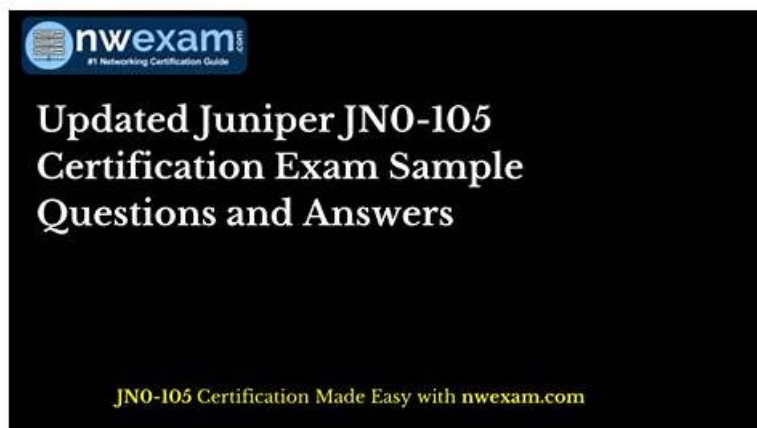 nwexam.com
#1 Networking Certification Guide
Updated Juniper JN0-105
Certification Exam Sample
Questions and Answers
JN0-105 Certification Made Easy with nwexam.com